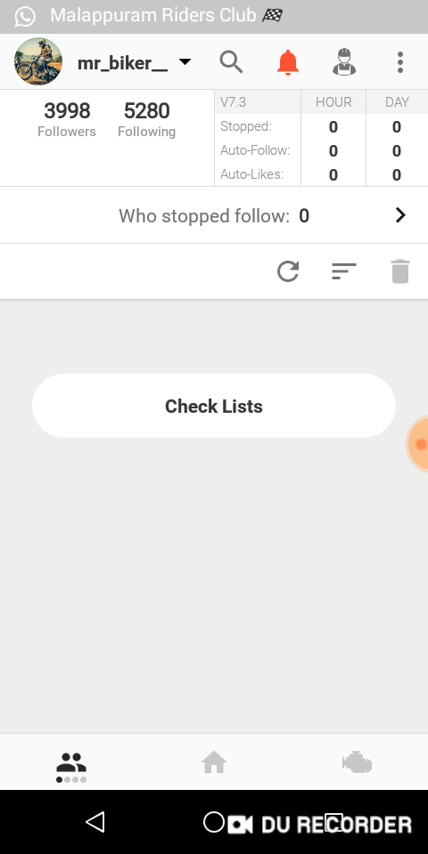 Malappuram Riders Club 🏁
mr_biker__
3998 5280
Followers Following
V7.3 HOUR DAY
Stopped: 0 0
Auto-Follow: 0 0
Auto-Likes: 0 0
Who stopped follow: 0
Check Lists
DU RECORDER